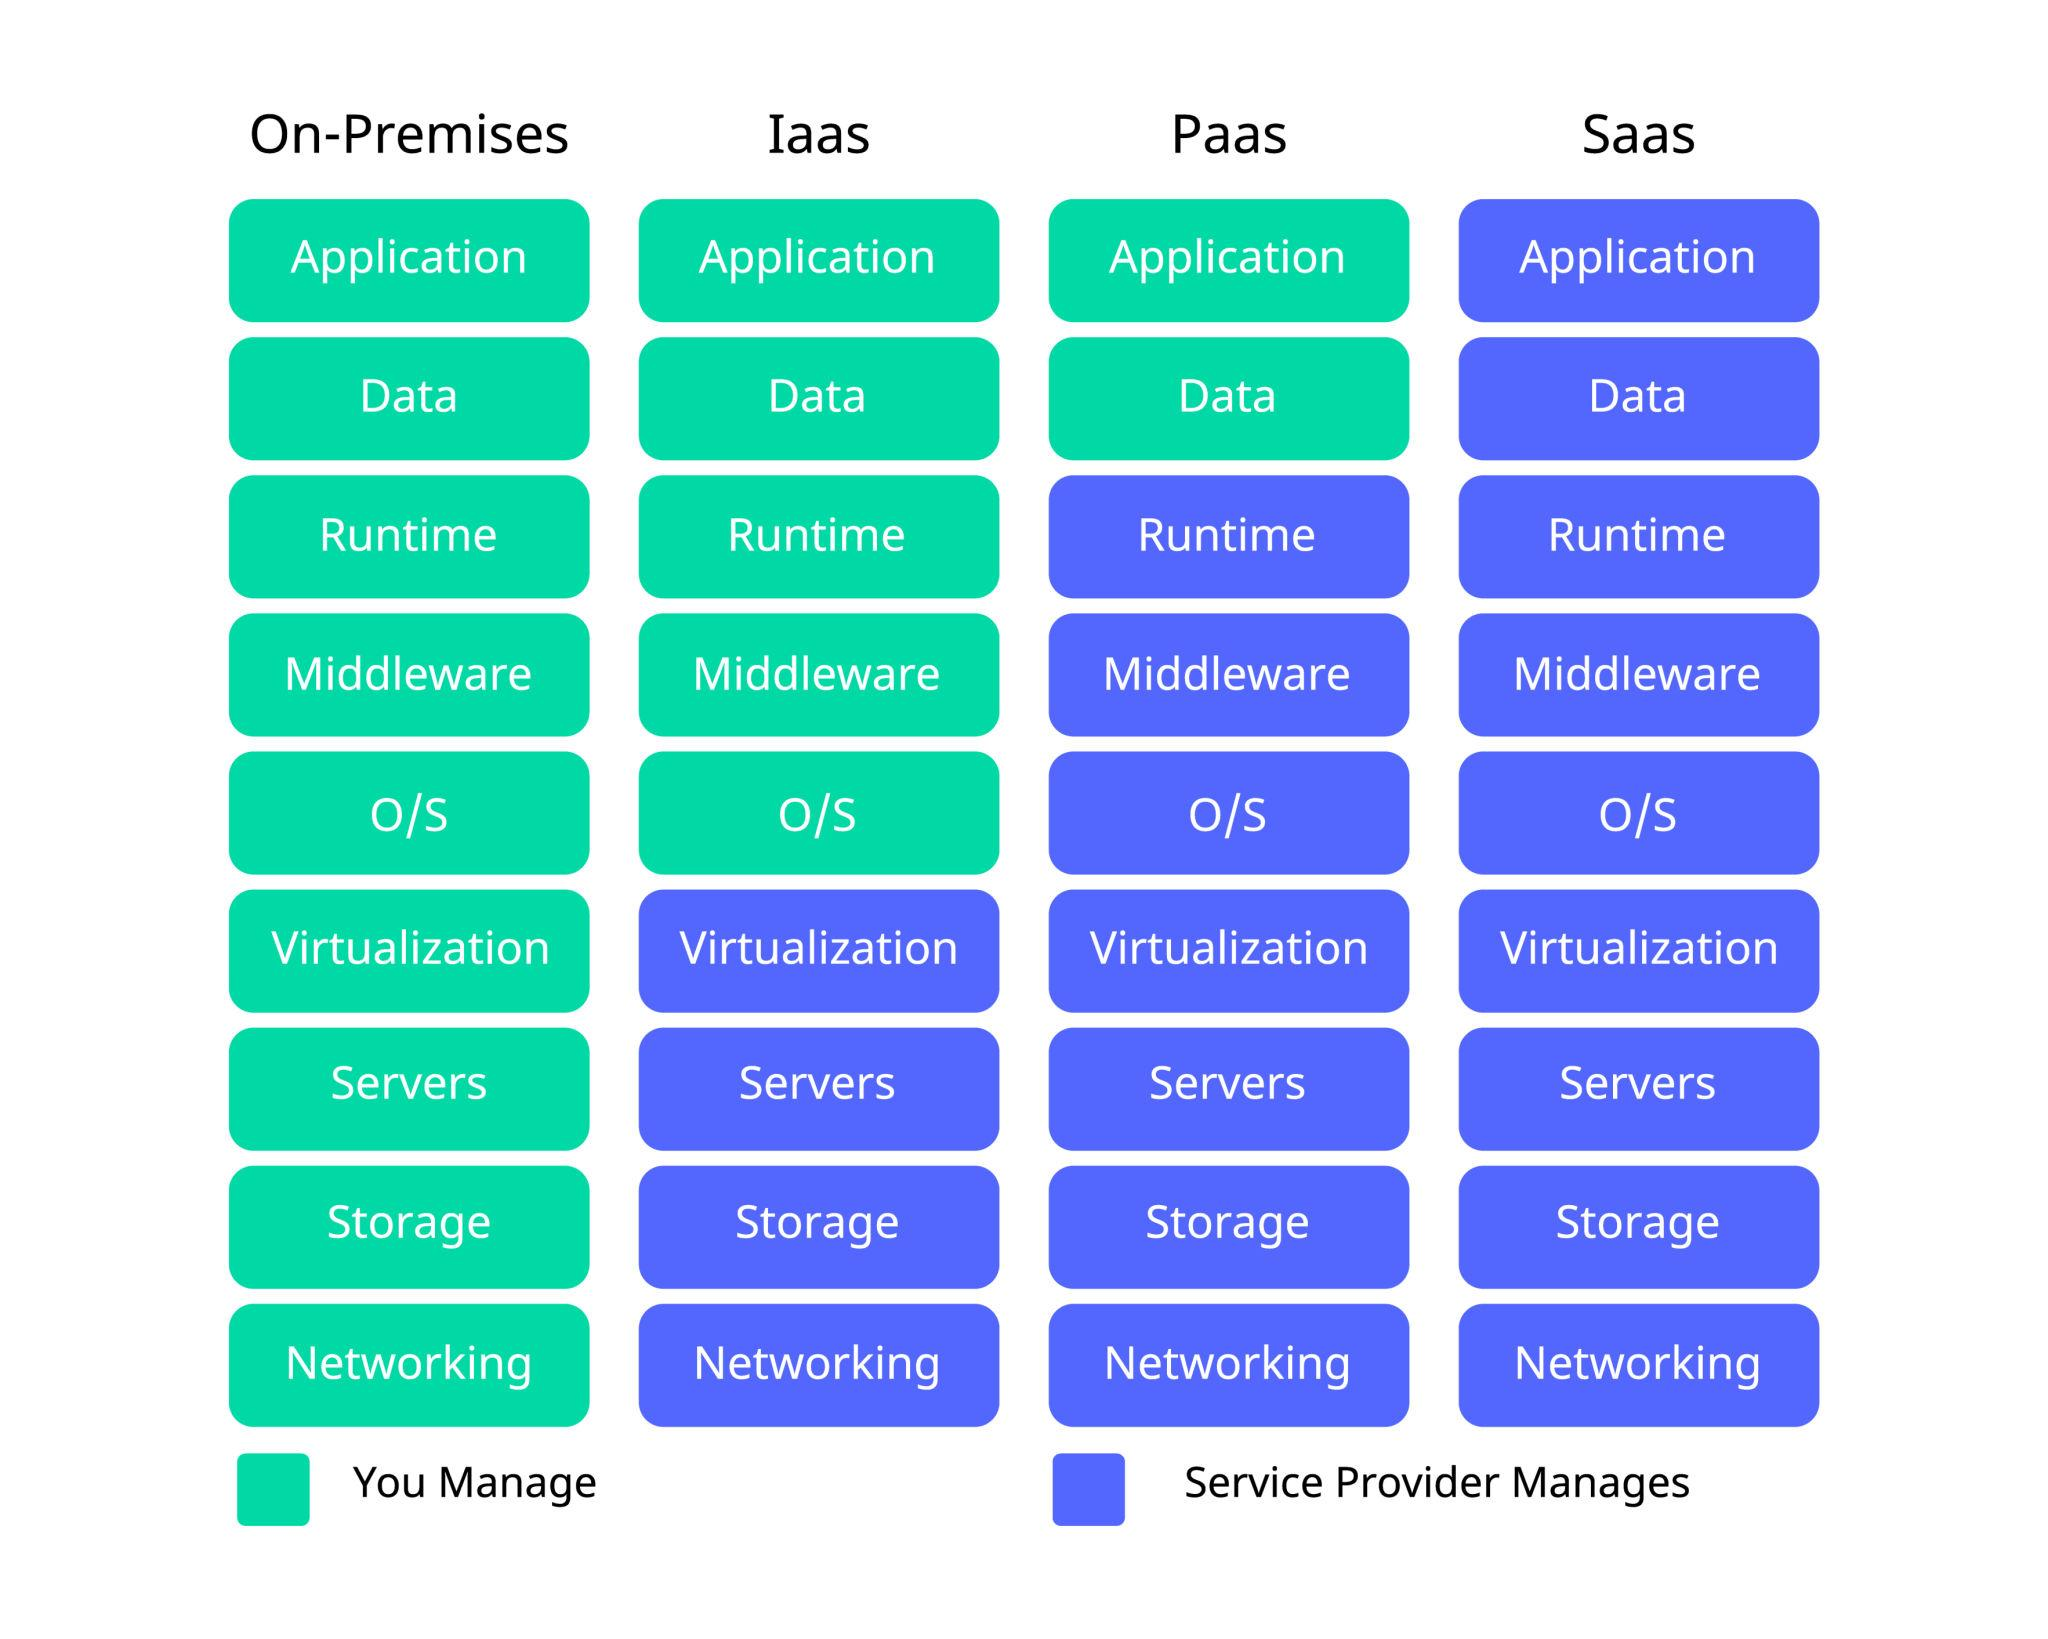 On-Premises
Iaas
Paas
Saas
Application
Application
Application
Application
Data
Data
Data
Data
Runtime
Runtime
Runtime
Runtime
Middleware
Middleware
Middleware
Middleware
O/S
O/S
O/S
O/S
Virtualization
Virtualization
Virtualization
Virtualization
Servers
Servers
Servers
Servers
Storage
Storage
Storage
Storage
Networking
Networking
Networking
Networking
You Manage
Service Provider Manages